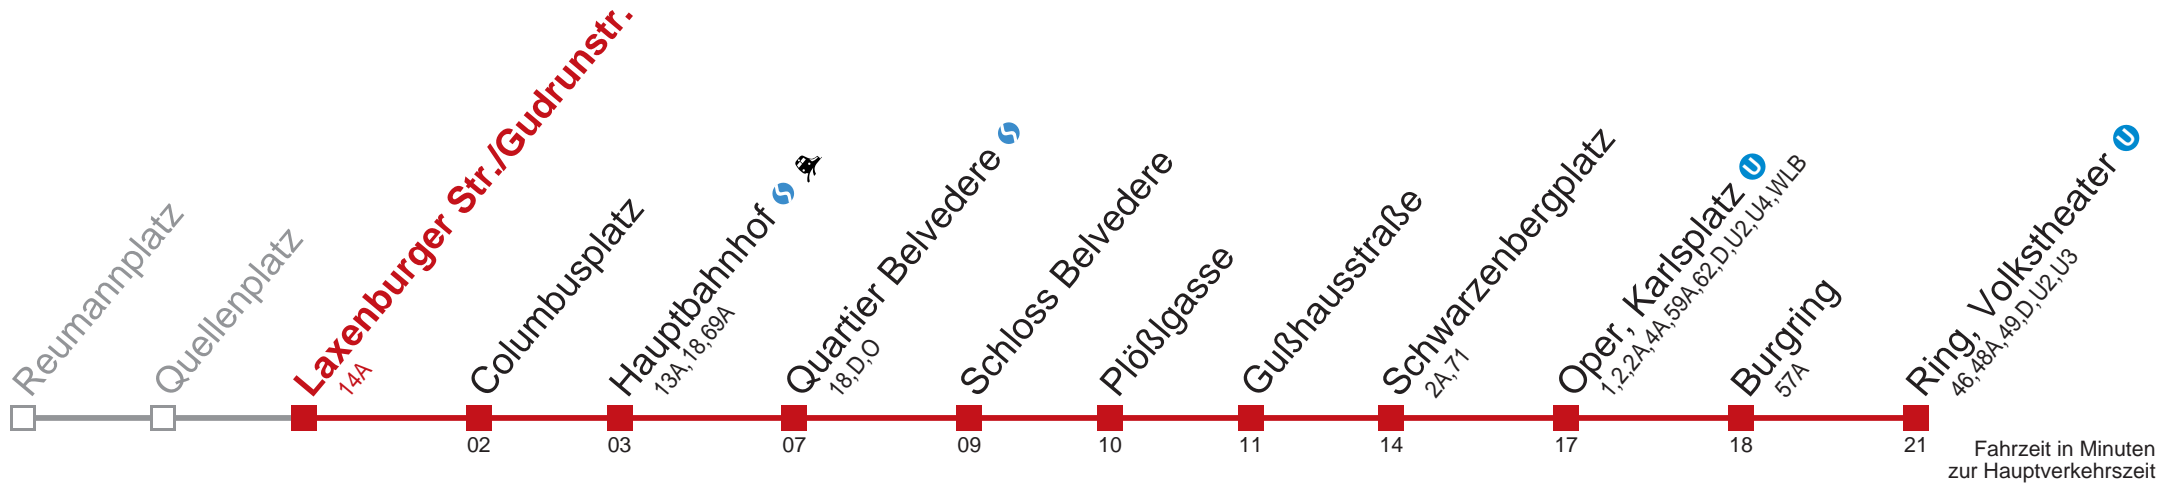 Reumannplatz
Quellenplatz
Laxenburger Str./Gudrunstr.
14A
Columbusplatz
Hauptbahnhof
13A,18,69A
Quartier Belvedere
18,D,O
Schloss Belvedere
Plößlgasse
Gußhausstraße
Schwarzenbergplatz
2A,71
Oper, Karlsplatz U
1,2,2A,4A,59A,62,D,U2,U4,WLB
Burgring
57A
Ring, Volkstheater U
46,48A,49,D,U2,U3
02 03 07 09 10 11 14 17 18 21
Fahrzeit in Minuten
zur Hauptverkehrszeit